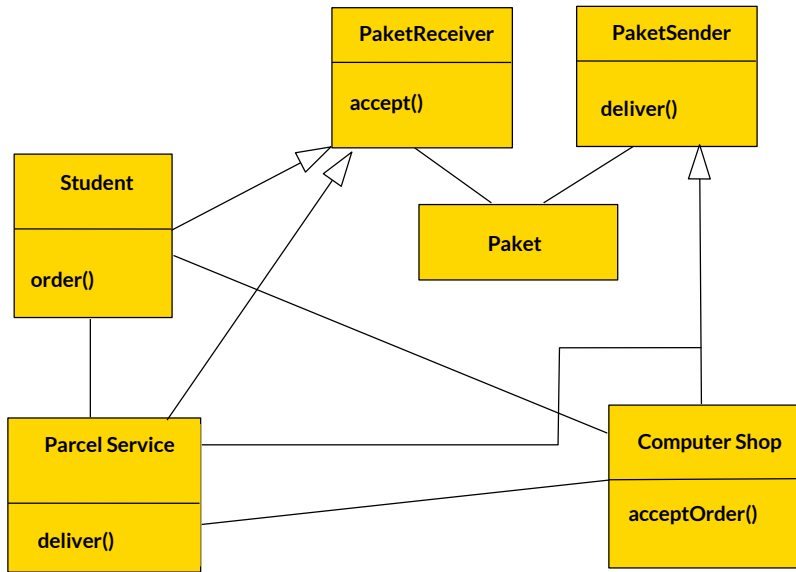 PaketReceiver
accept()
PaketSender
deliver()
Student
order()
Paket
Parcel Service
deliver()
Computer Shop
acceptOrder()